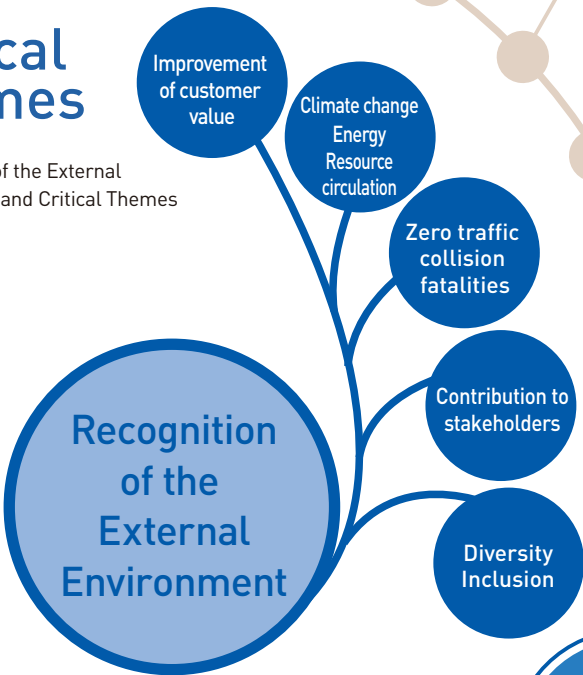 cal
mes
of the External
and Critical Themes
Improvement
of customer
value
Climate change
Energy
Resource
circulation
Zero traffic
collision
fatalities
Contribution to
stakeholders
Diversity
Inclusion
Recognition
of the
External
Environment